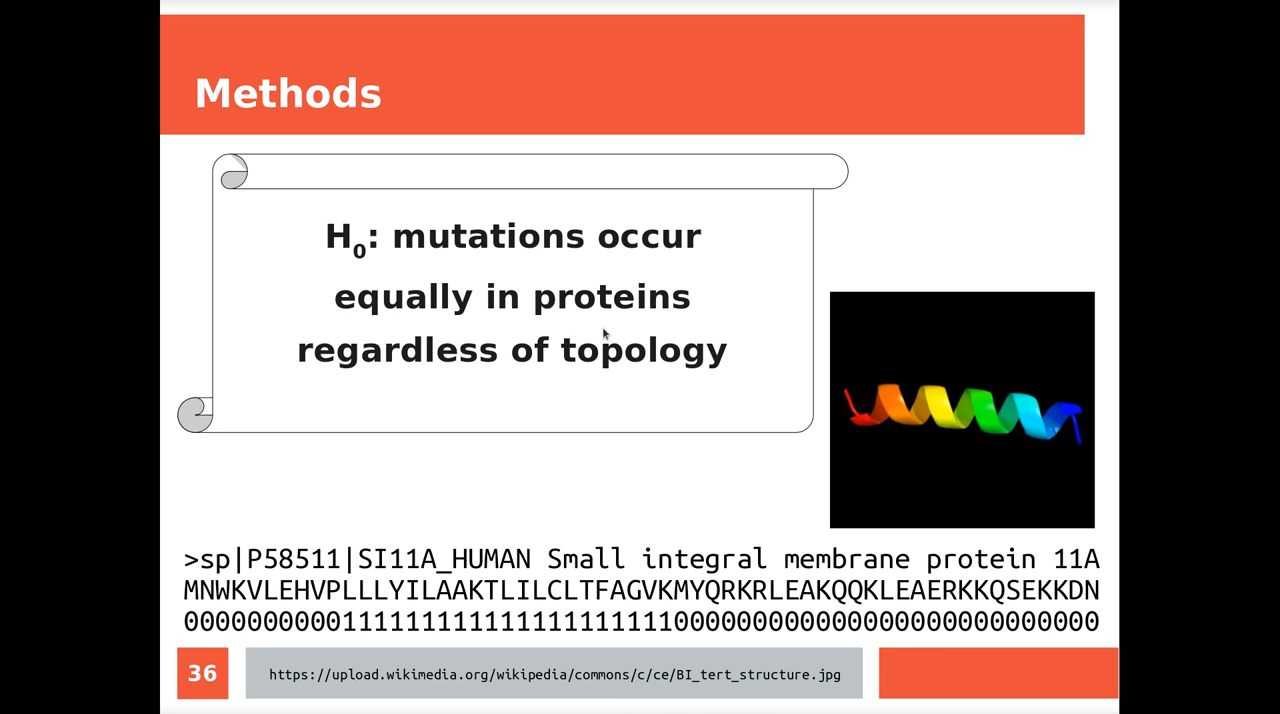 Methods
H0: mutations occur
equally in proteins
regardless of topology
>sp|P58511|SI11A_HUMAN Small integral membrane protein 11A
MNWKVLEHVPLLLYILAAKTLILCLTFAGVKMYQRKRLEAKQQKLEAERKKQSEKKDN
0000000000111111111111111111111000000000000000000000000000
36
https://upload.wikimedia.org/wikipedia/commons/c/ce/BI_tert_structure.jpg